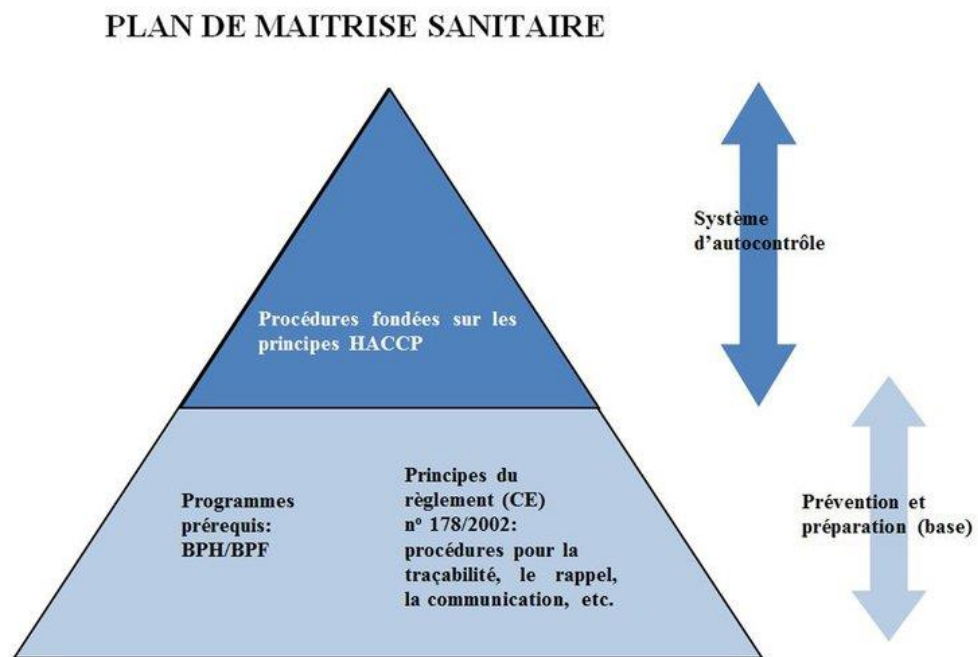 PLAN DE MAITRISE SANITAIRE
Système
d'autocontrôle
Procédures fondées sur les
principes HACCP
Programmes
prérequis:
BPH/BPF
Principes du
règlement (CE)
nº 178/2002:
procédures pour la
traçabilité, le rappel,
la communication, etc.
Prévention et
préparation (base)